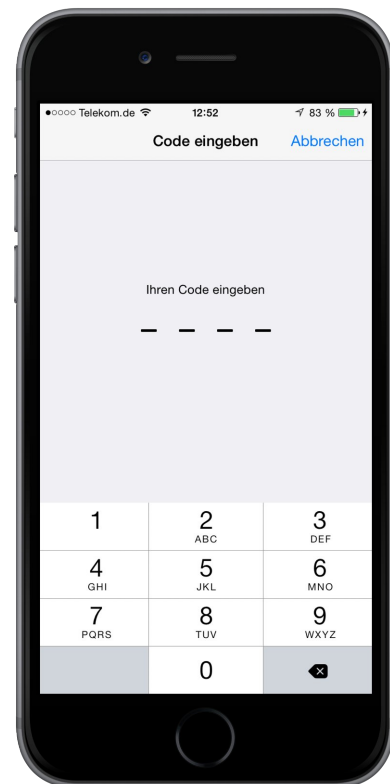 Telekom.de 12:52 83 %
Code eingeben Abbrechen
Ihren Code eingeben
1 2 3
ABC DEF
4 5 6
GHI JKL MNO
7 8 9
PQRS TUV WXYZ
0